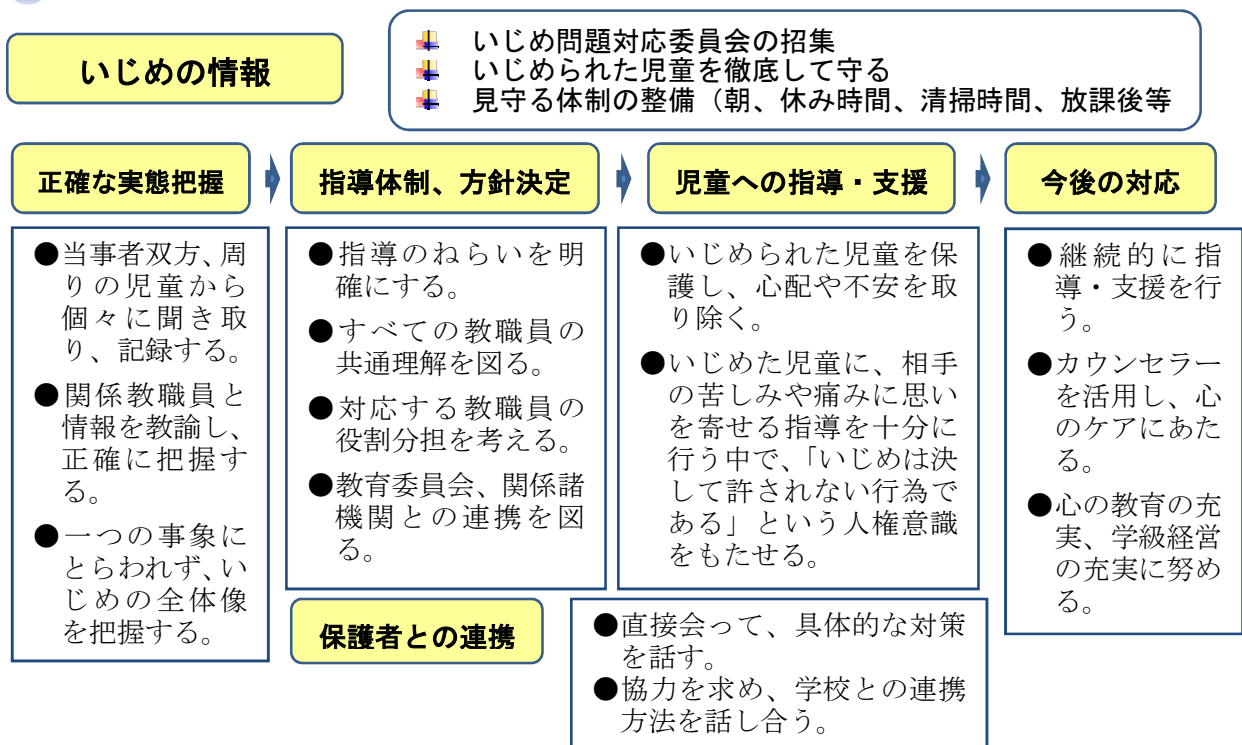 いじめの情報
いじめ問題対応委員会の招集
いじめられた児童を徹底して守る
見守る体制の整備（朝、休み時間、清掃時間、放課後等
正確な実態把握
指導体制、方針決定
児童への指導・支援
今後の対応
●当事者双方、周
りの児童から
個々に聞き取
り、記録する。
●関係教職員と
情報を教諭し、
正確に把握す
る。
●一つの事象に
とらわれず、い
じめの全体像
を把握する。
●指導のねらいを明
確にする。
●すべての教職員の
共通理解を図る。
●対応する教職員の
役割分担を考える。
●教育委員会、関係諸
機関との連携を図
る。
●いじめられた児童を保
護し、心配や不安を取
り除く。
●いじめた児童に、相手
の苦しみや痛みに思い
を寄せる指導を十分に
行う中で、「いじめは決
して許されない行為で
ある」という人権意識
をもたせる。
●継続的に指
導・支援を行
う。
●カウンセラー
を活用し、心
のケアにあた
る。
●心の教育の充
実、学級経営
の充実に努め
る。
保護者との連携
●直接会って、具体的な対策
を話す。
●協力を求め、学校との連携
方法を話し合う。